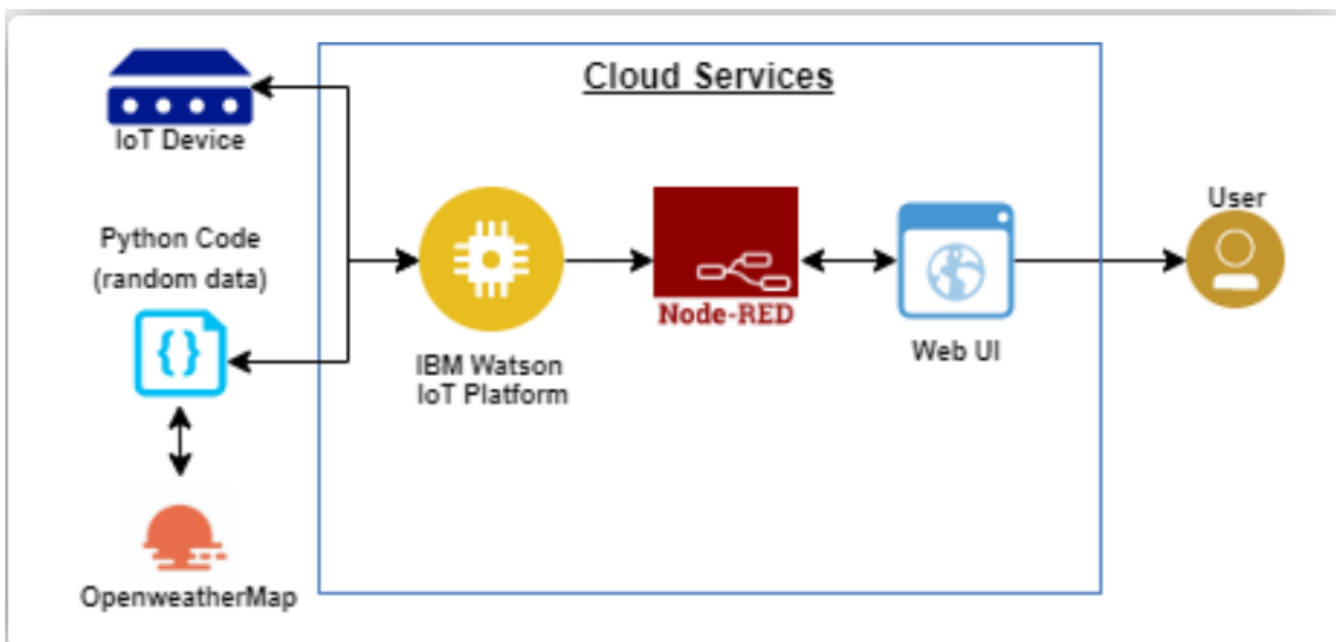 Cloud Services
IoT Device
Python Code
(random data)
IBM Watson
IoT Platform
Node-RED
Web UI
User
OpenweatherMap